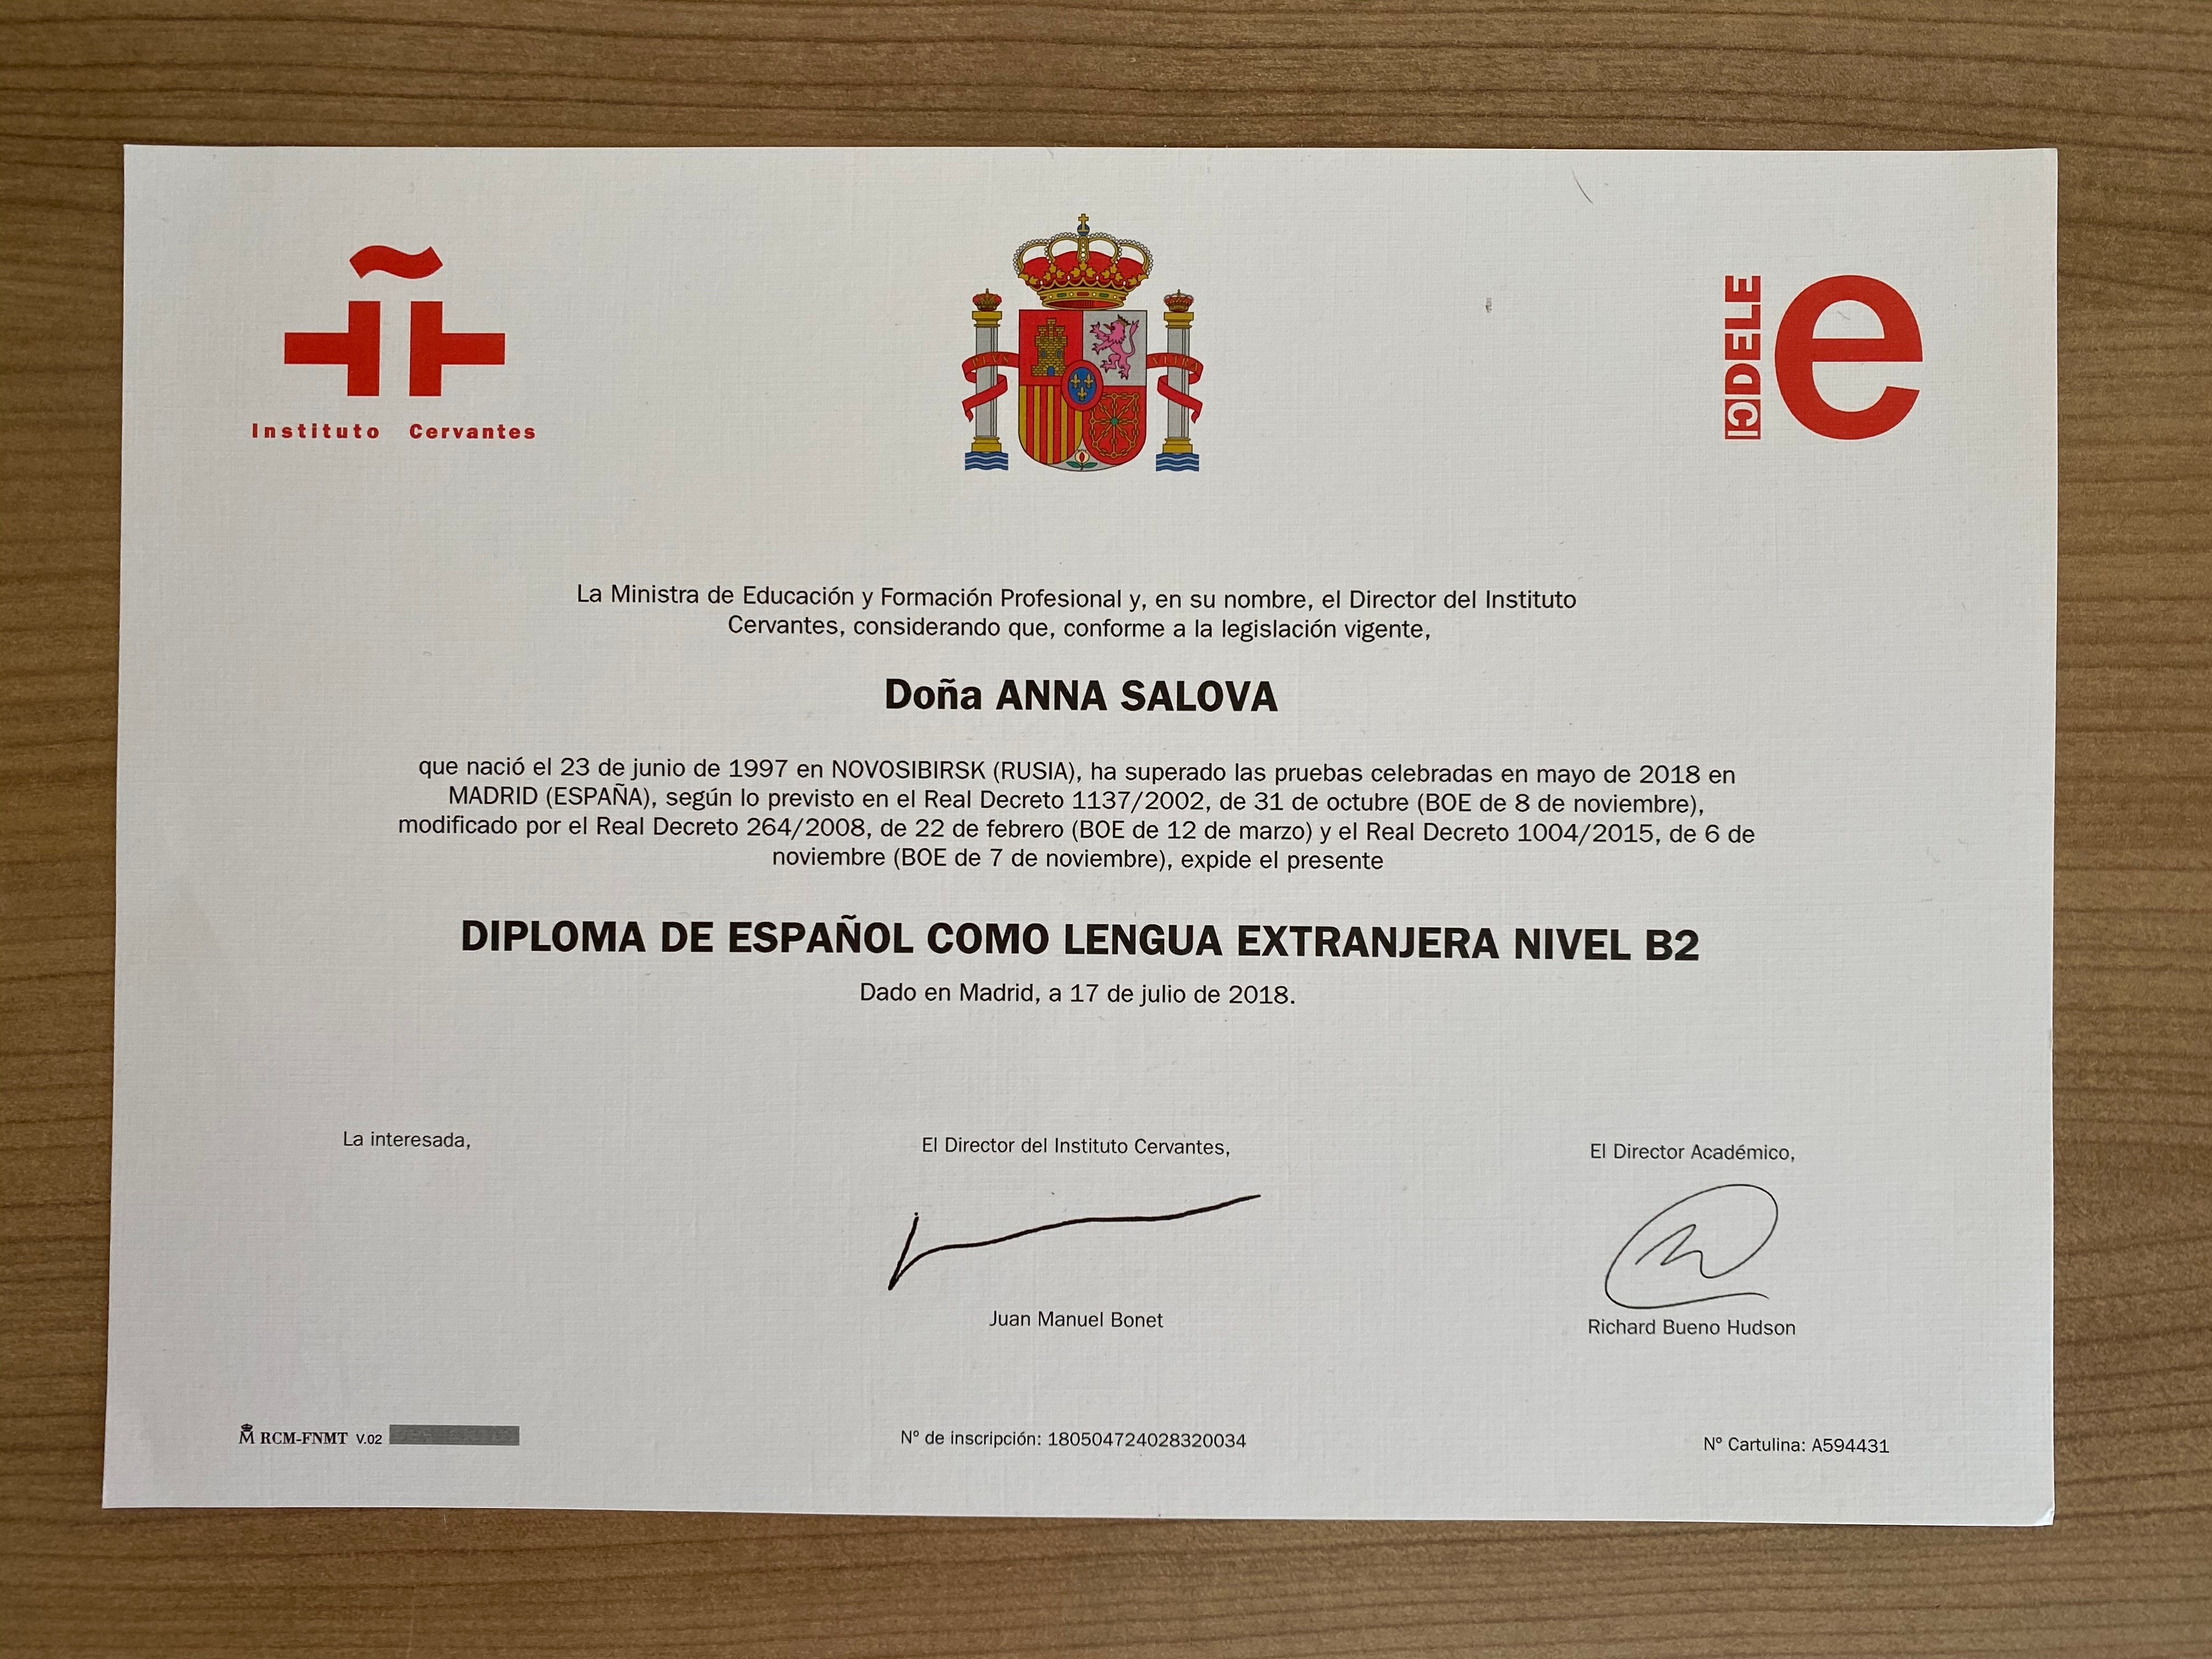 Instituto Cervantes
PLVS VLTRA
IC DELE
e
La Ministra de Educación y Formación Profesional y, en su nombre, el Director del Instituto
Cervantes, considerando que, conforme a la legislación vigente,
Doña ANNA SALOVA
que nació el 23 de junio de 1997 en NOVOSIBIRSK (RUSIA), ha superado las pruebas celebradas en mayo de 2018 en
MADRID (ESPAÑA), según lo previsto en el Real Decreto 1137/2002, de 31 de octubre (BOE de 8 de noviembre),
modificado por el Real Decreto 264/2008, de 22 de febrero (BOE de 12 de marzo) y el Real Decreto 1004/2015, de 6 de
noviembre (BOE de 7 de noviembre), expide el presente
DIPLOMA DE ESPAÑOL COMO LENGUA EXTRANJERA NIVEL B2
Dado en Madrid, a 17 de julio de 2018.
La interesada,
El Director del Instituto Cervantes,
El Director Académico,
Juan Manuel Bonet
Richard Bueno Hudson
M RCM-FNMT V.02
Nº de inscripción: 180504724028320034
Nº Cartulina: A594431